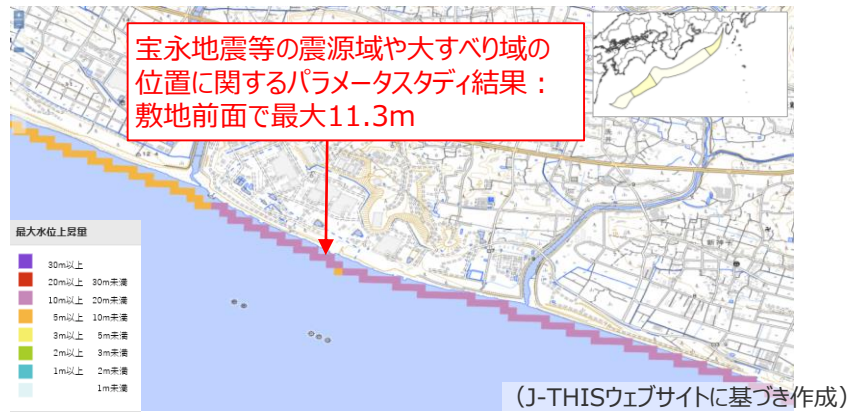 宝永地震等の震源域や大すべり域の
位置に関するパラメータスタディ結果：
敷地前面で最大11.3m
最大水位上昇量
30m以上
20m以上 30m未満
10m以上 20m未満
5m以上 10m未満
3m以上 5m未満
2m以上 3m未満
1m以上 2m未満
1m未満
（J-THISウェブサイトに基づき作成）